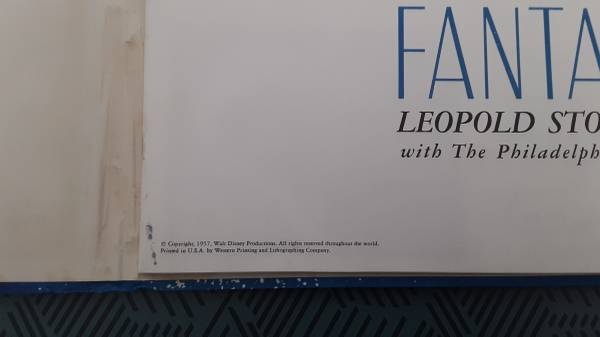 FANTA
LEOPOLD STO
with The Philadelph
© Copyright, 1957, Walt Disney Productions. All rights reserved throughout the world.
Printed in U.S.A. by Western Printing and Lithographing Company.